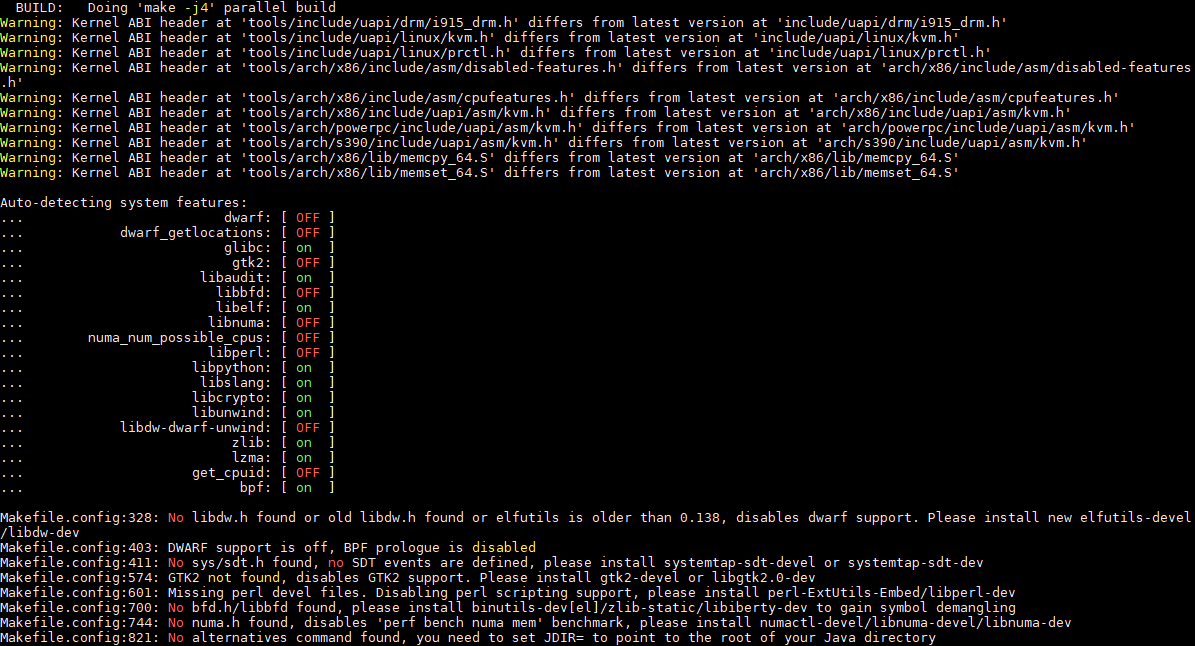 BUILD:   Doing 'make -j4' parallel build
Warning: Kernel ABI header at 'tools/include/uapi/drm/i915_drm.h' differs from latest version at 'include/uapi/drm/i915_drm.h'
Warning: Kernel ABI header at 'tools/include/uapi/linux/kvm.h' differs from latest version at 'include/uapi/linux/kvm.h'
Warning: Kernel ABI header at 'tools/include/uapi/linux/prctl.h' differs from latest version at 'include/uapi/linux/prctl.h'
Warning: Kernel ABI header at 'tools/arch/x86/include/asm/disabled-features.h' differs from latest version at 'arch/x86/include/asm/disabled-features
.h'
Warning: Kernel ABI header at 'tools/arch/x86/include/asm/cpufeatures.h' differs from latest version at 'arch/x86/include/asm/cpufeatures.h'
Warning: Kernel ABI header at 'tools/arch/x86/include/uapi/asm/kvm.h' differs from latest version at 'arch/x86/include/uapi/asm/kvm.h'
Warning: Kernel ABI header at 'tools/arch/powerpc/include/uapi/asm/kvm.h' differs from latest version at 'arch/powerpc/include/uapi/asm/kvm.h'
Warning: Kernel ABI header at 'tools/arch/s390/include/uapi/asm/kvm.h' differs from latest version at 'arch/s390/include/uapi/asm/kvm.h'
Warning: Kernel ABI header at 'tools/arch/x86/lib/memcpy_64.S' differs from latest version at 'arch/x86/lib/memcpy_64.S'
Warning: Kernel ABI header at 'tools/arch/x86/lib/memset_64.S' differs from latest version at 'arch/x86/lib/memset_64.S'

Auto-detecting system features:
...                         dwarf: [ OFF ]
...            dwarf_getlocations: [ OFF ]
...                         glibc: [ on  ]
...                          gtk2: [ OFF ]
...                      libaudit: [ on  ]
...                        libbfd: [ OFF ]
...                        libelf: [ on  ]
...                       libnuma: [ OFF ]
...        numa_num_possible_cpus: [ OFF ]
...                       libperl: [ OFF ]
...                     libpython: [ on  ]
...                      libslang: [ on  ]
...                     libcrypto: [ on  ]
...                     libunwind: [ on  ]
...            libdw-dwarf-unwind: [ OFF ]
...                          zlib: [ on  ]
...                          lzma: [ on  ]
...                     get_cpuid: [ OFF ]
...                           bpf: [ on  ]

Makefile.config:328: No libdw.h found or old libdw.h found or elfutils is older than 0.138, disables dwarf support. Please install new elfutils-devel
/libdw-dev
Makefile.config:403: DWARF support is off, BPF prologue is disabled
Makefile.config:411: No sys/sdt.h found, no SDT events are defined, please install systemtap-sdt-devel or systemtap-sdt-dev
Makefile.config:574: GTK2 not found, disables GTK2 support. Please install gtk2-devel or libgtk2.0-dev
Makefile.config:601: Missing perl devel files. Disabling perl scripting support, please install perl-ExtUtils-Embed/libperl-dev
Makefile.config:700: No bfd.h/libbfd found, please install binutils-dev[el]/zlib-static/libiberty-dev to gain symbol demangling
Makefile.config:744: No numa.h found, disables 'perf bench numa mem' benchmark, please install numactl-devel/libnuma-devel/libnuma-dev
Makefile.config:821: No alternatives command found, you need to set JDIR= to point to the root of your Java directory